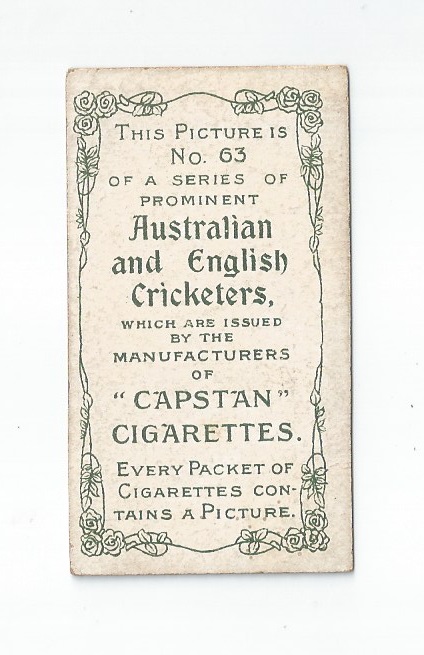 THIS PICTURE IS
No. 63
OF A SERIES OF
PROMINENT
Australian
and English
Cricketers,
WHICH ARE ISSUED
BY THE
MANUFACTURERS
OF
"CAPSTAN"
CIGARETTES.
EVERY PACKET OF
CIGARETTES CON-
TAINS A PICTURE.